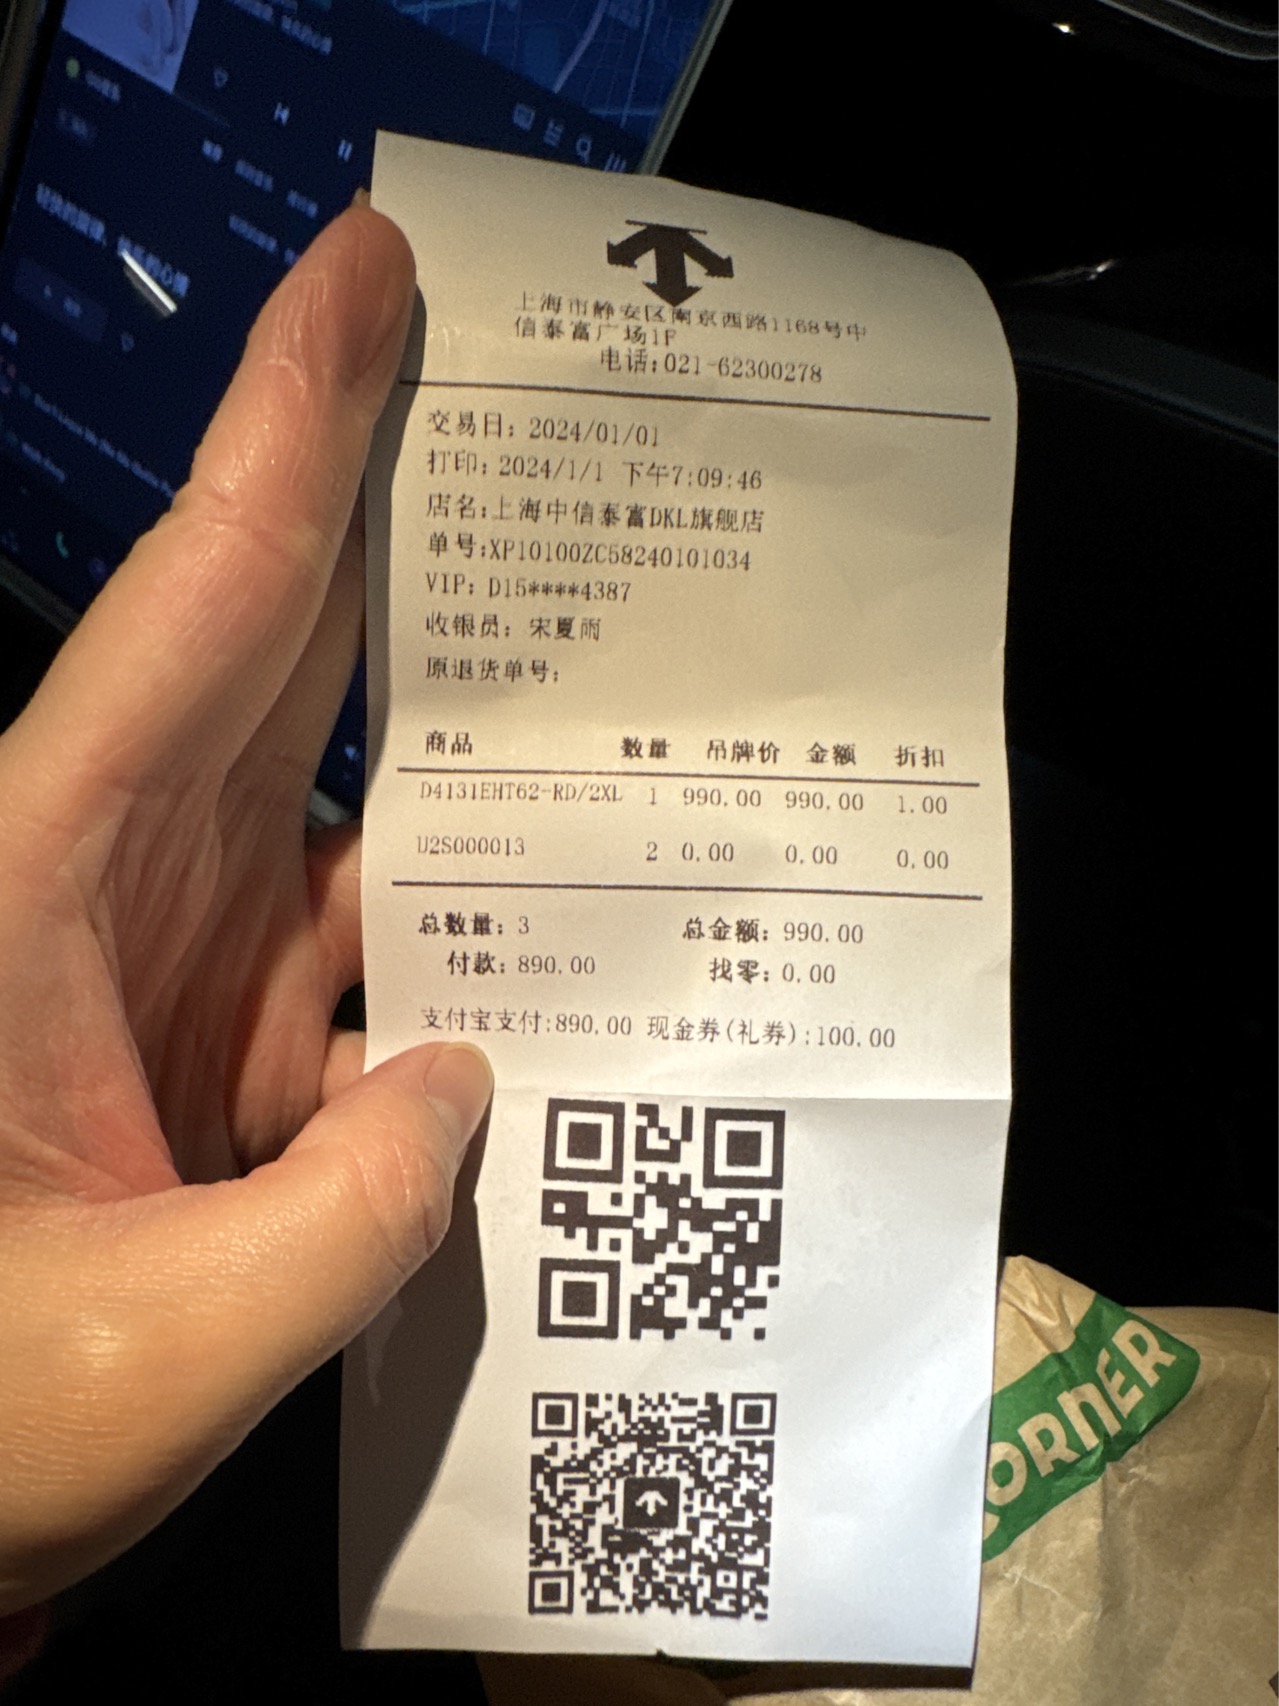 上海市静安区南京西路1168号中
信泰富广场1F
电话:021-62300278
交易日: 2024/01/01
打印: 2024/1/1 下午7:09:46
店名:上海中信泰富DKL旗舰店
单号:XP10100ZC58240101034
VIP: D15****4387
收银员: 宋夏雨
原退货单号:
商品 数量 吊牌价 金额 折扣
D4131EHT62-RD/2XL 1 990.00 990.00 1.00
U2S000013 2 0.00 0.00 0.00
总数量: 3 总金额: 990.00
付款: 890.00 找零: 0.00
支付宝支付:890.00 现金券(礼券):100.00
ORNER